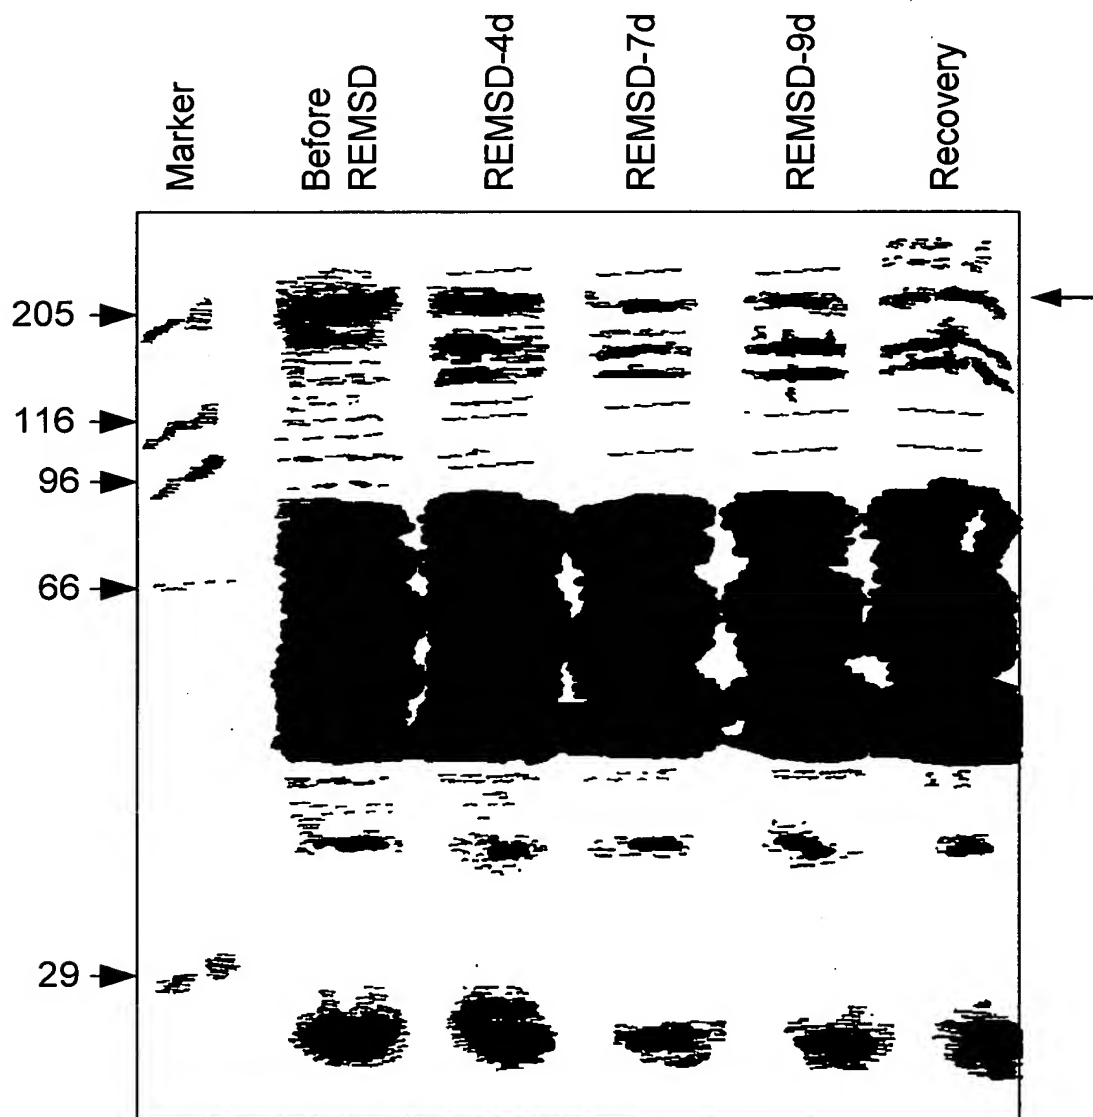 Marker
Before
REMSD
REMSD-4d
REMSD-7d
REMSD-9d
Recovery
205
116
96
66
29